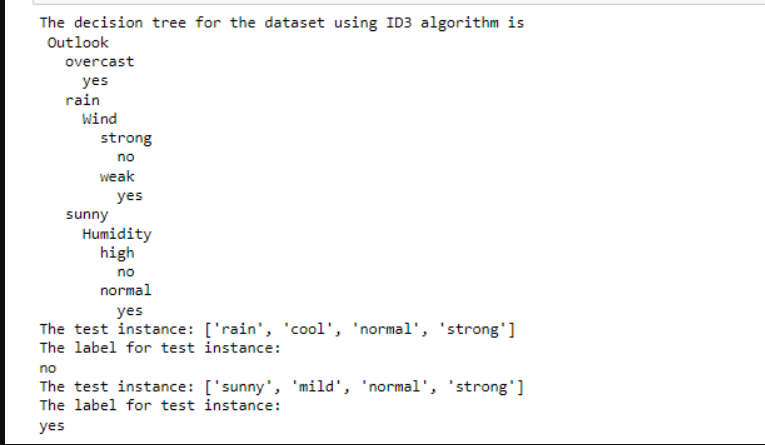 The decision tree for the dataset using ID3 algorithm is
Outlook
overcast
yes
rain
Wind
strong
no
weak
yes
sunny
Humidity
high
no
normal
yes
The test instance: ['rain', 'cool', 'normal', 'strong']
The label for test instance:
no
The test instance: ['sunny', 'mild', 'normal', 'strong']
The label for test instance:
yes